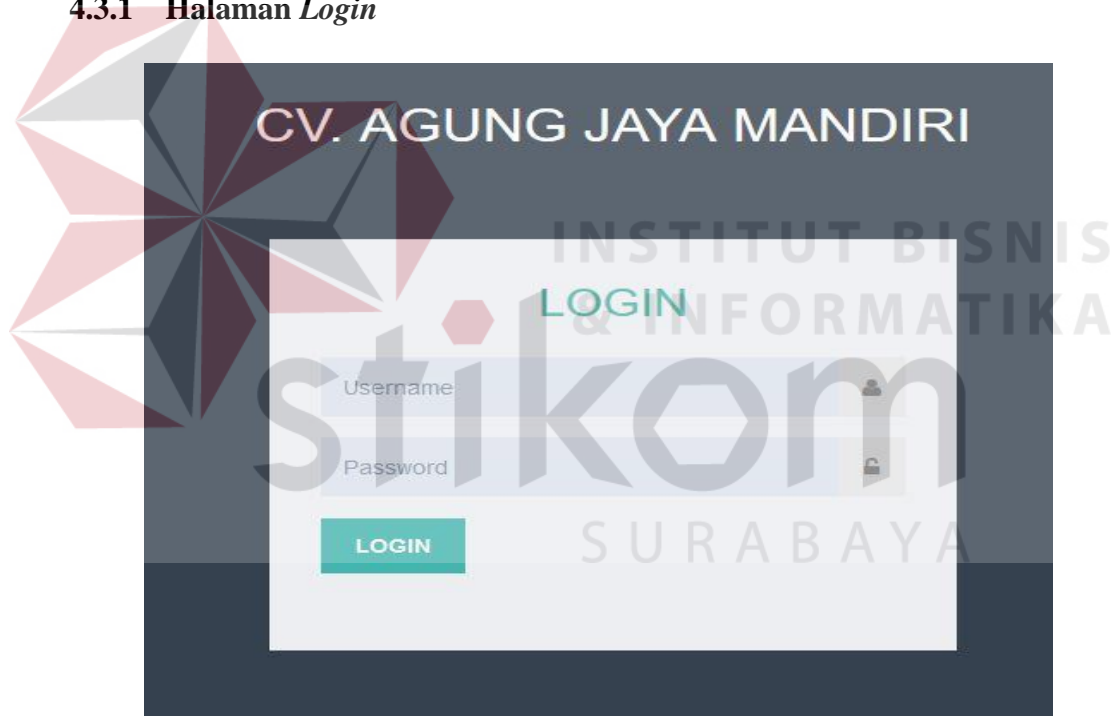 4.3.1 Halaman Login
CV. AGUNG JAYA MANDIRI
INSTITUT BISNIS
& INFORMATIKA
LOGIN
stikom
Username
Password
LOGIN
SURABAYA